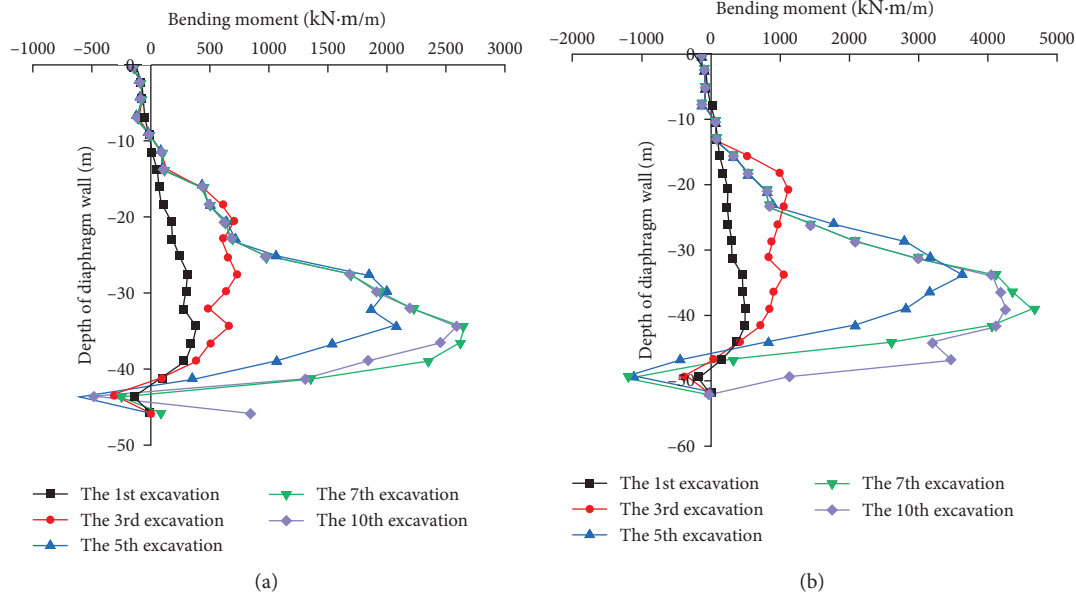 Bending moment (kN·m/m)
−1000 −500 0 500 1000 1500 2000 2500 3000
0
−10
−20
−30
−40
−50
Depth of diaphragm wall (m)
The 1st excavation
The 3rd excavation
The 5th excavation
The 7th excavation
The 10th excavation
(a)
Bending moment (kN·m/m)
−2000 −1000 0 1000 2000 3000 4000 5000
0
−10
−20
−30
−40
−50
−60
Depth of diaphragm wall (m)
The 1st excavation
The 3rd excavation
The 5th excavation
The 7th excavation
The 10th excavation
(b)